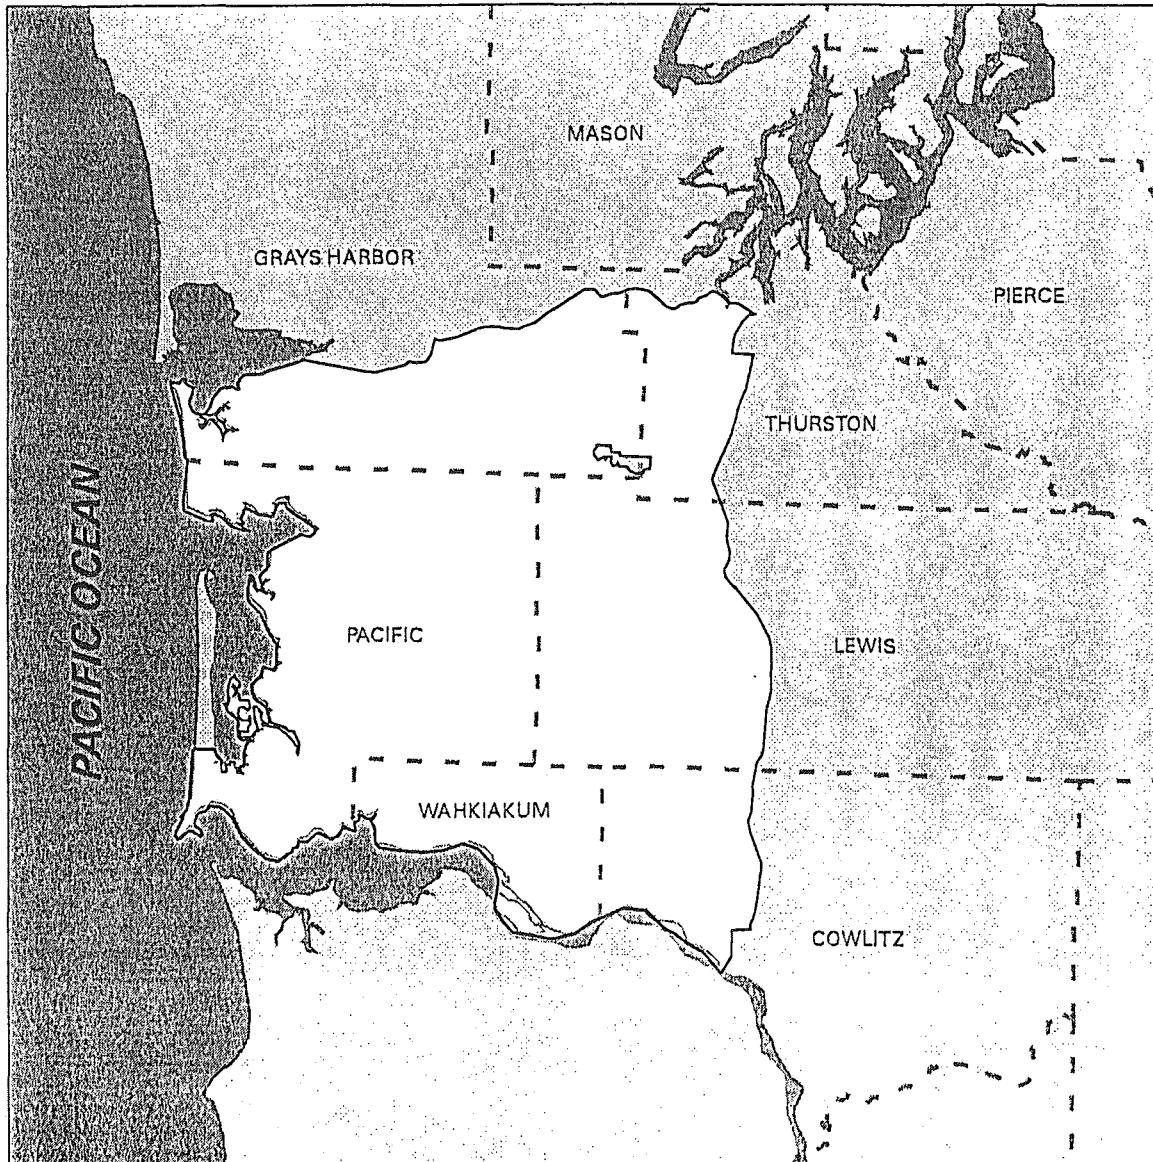 MASON
GRAYS HARBOR
PIERCE
THURSTON
PACIFIC OCEAN
PACIFIC
LEWIS
WAHKIAKUM
COWLITZ